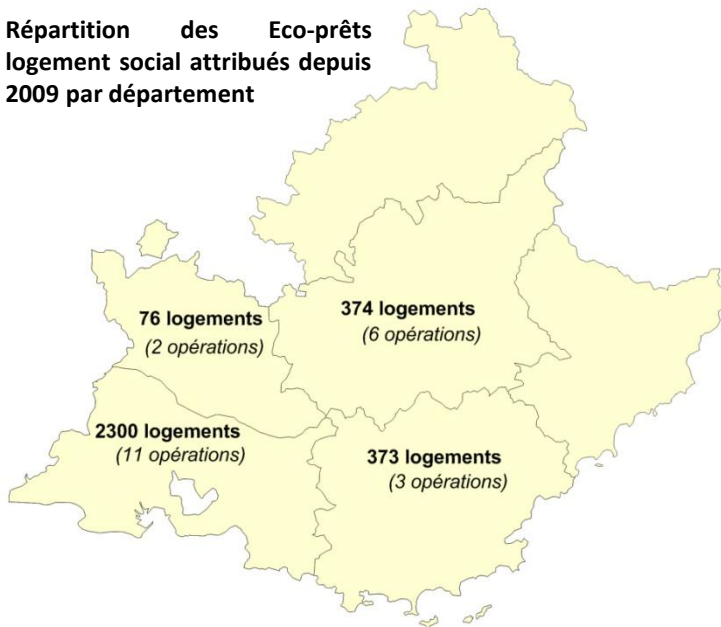 Répartition des Eco-prêts
logement social attribués depuis
2009 par département
76 logements
(2 opérations)
374 logements
(6 opérations)
2300 logements
(11 opérations)
373 logements
(3 opérations)